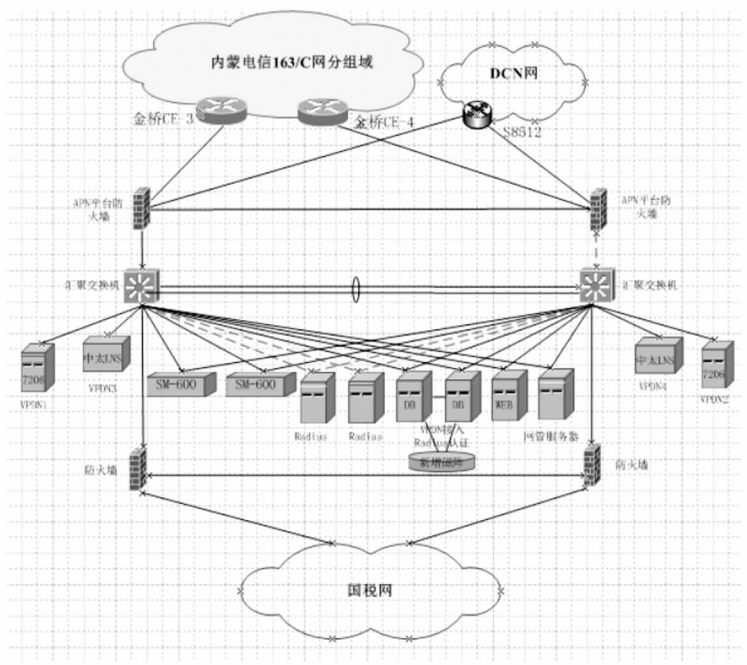 内蒙电信163/C网分组域
DCN网
金桥CE-3
金桥CE-4
S8512
APN平台防
火墙
APN平台防
火墙
汇聚交换机
汇聚交换机
7206
VPDN1
中太LNS
VPDN3
SM-600
SM-600
Radius
Radius
DB
DB
WEB
网管服务器
VPDN接入
Radius认证
新增磁阵
中太LNS
VPDN4
7206
VPDN2
防火墙
防火墙
国税网